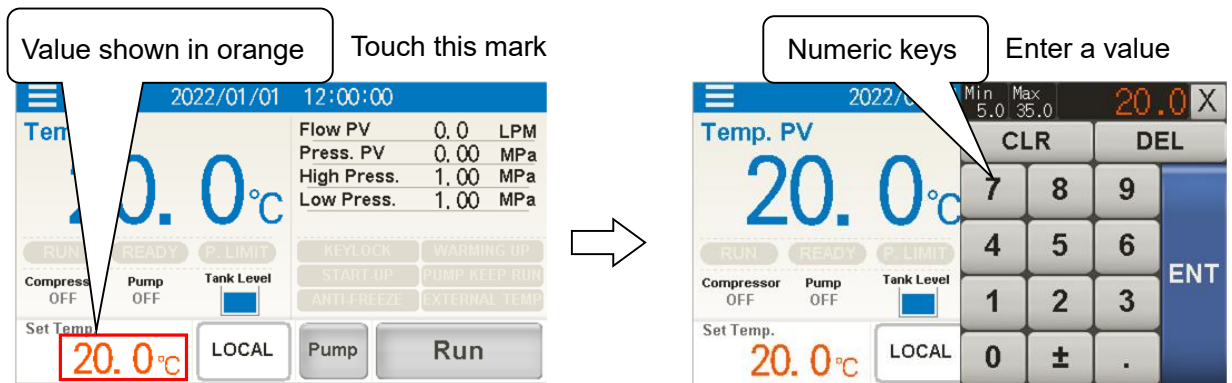 Value shown in orange
Touch this mark
2022/01/01 12:00:00
Tem
20.0℃
Flow PV 0.0 LPM
Press. PV 0.00 MPa
High Press. 1.00 MPa
Low Press. 1.00 MPa
RUN READY P. LIMIT
KEYLOCK WARMING UP
START-UP PUMP KEEP RUN
ANTI-FREEZE EXTERNAL TEMP
Compress Pump Tank Level
OFF OFF
Set Temp.
20.0℃
LOCAL
Pump
Run
Numeric keys
Enter a value
2022/0
Min Max
5.0 35.0
20.0
X
Temp. PV
20.0℃
CLR DEL
7 8 9
4 5 6
1 2 3
0 ± .
ENT
RUN READY P. LIMIT
Compressor Pump Tank Level
OFF OFF
Set Temp.
20.0℃
LOCAL